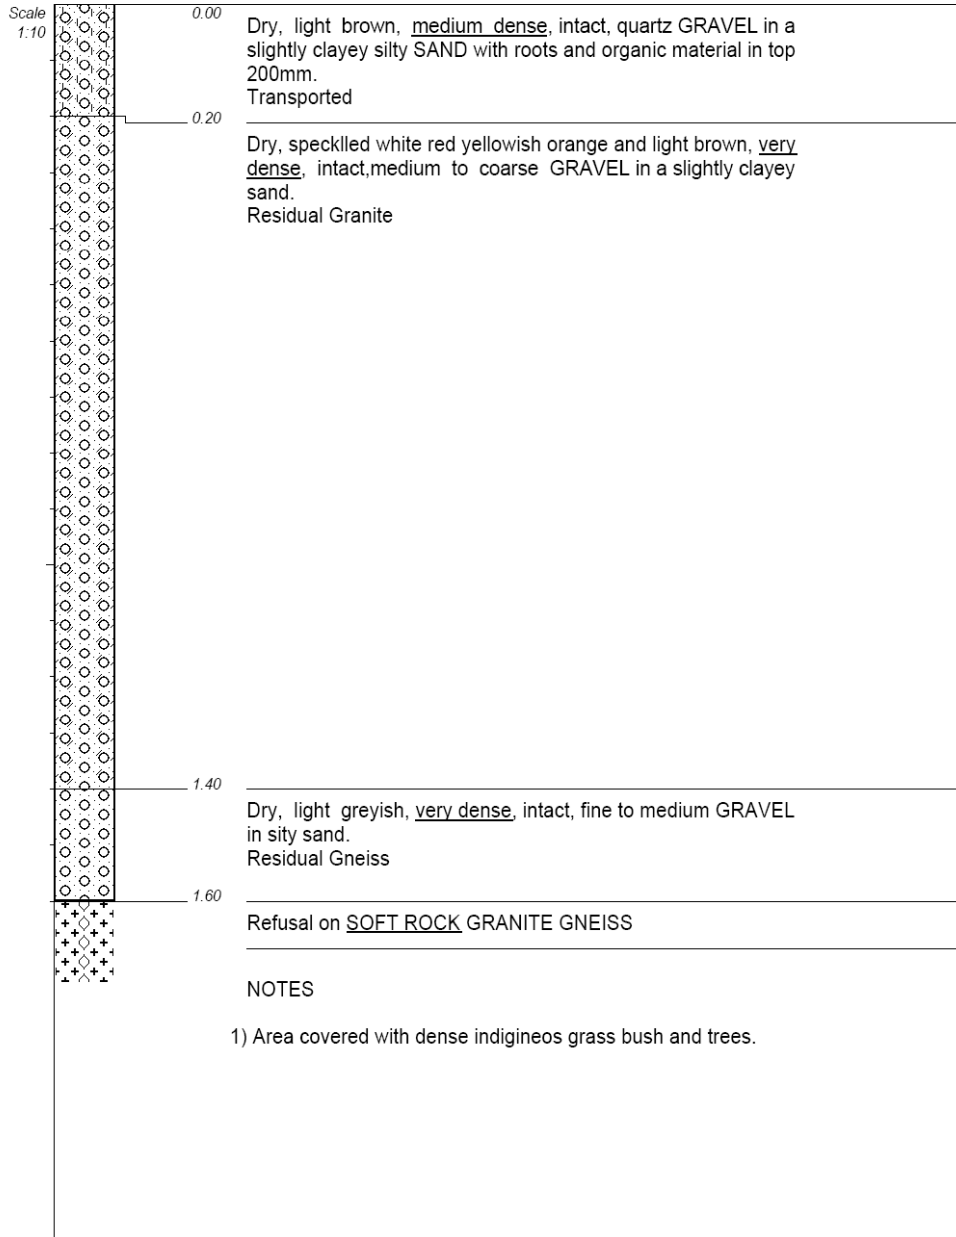 Scale
1:10
0.00
Dry, light brown, medium dense, intact, quartz GRAVEL in a
slightly clayey silty SAND with roots and organic material in top
200mm.
Transported
0.20
Dry, specklled white red yellowish orange and light brown, very
dense, intact,medium to coarse GRAVEL in a slightly clayey
sand.
Residual Granite
1.40
Dry, light greyish, very dense, intact, fine to medium GRAVEL
in sity sand.
Residual Gneiss
1.60
Refusal on SOFT ROCK GRANITE GNEISS
NOTES
1) Area covered with dense indigineos grass bush and trees.